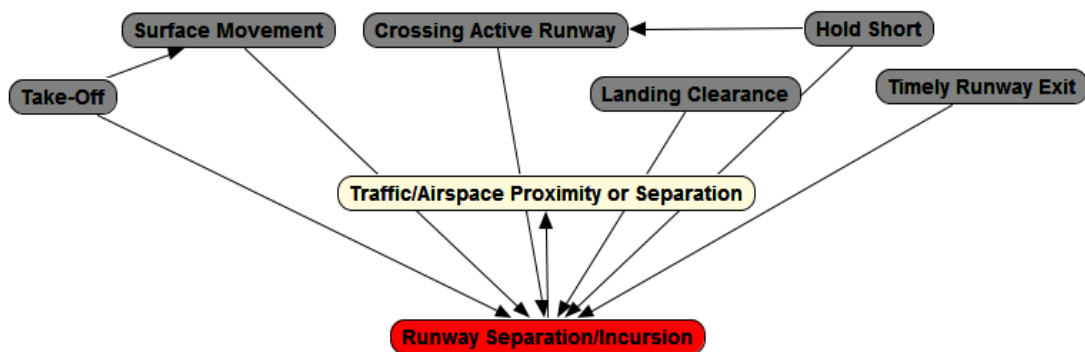 Surface Movement
Crossing Active Runway
Hold Short
Take-Off
Landing Clearance
Timely Runway Exit
Traffic/Airspace Proximity or Separation
Runway Separation/Incursion